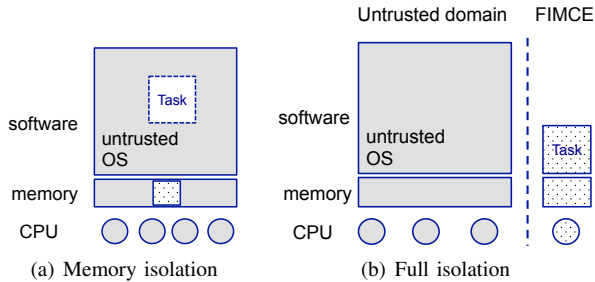 Untrusted domain FIMCE
Task
software
untrusted
OS
memory
CPU
(a) Memory isolation
software
untrusted
OS
Task
memory
CPU
(b) Full isolation